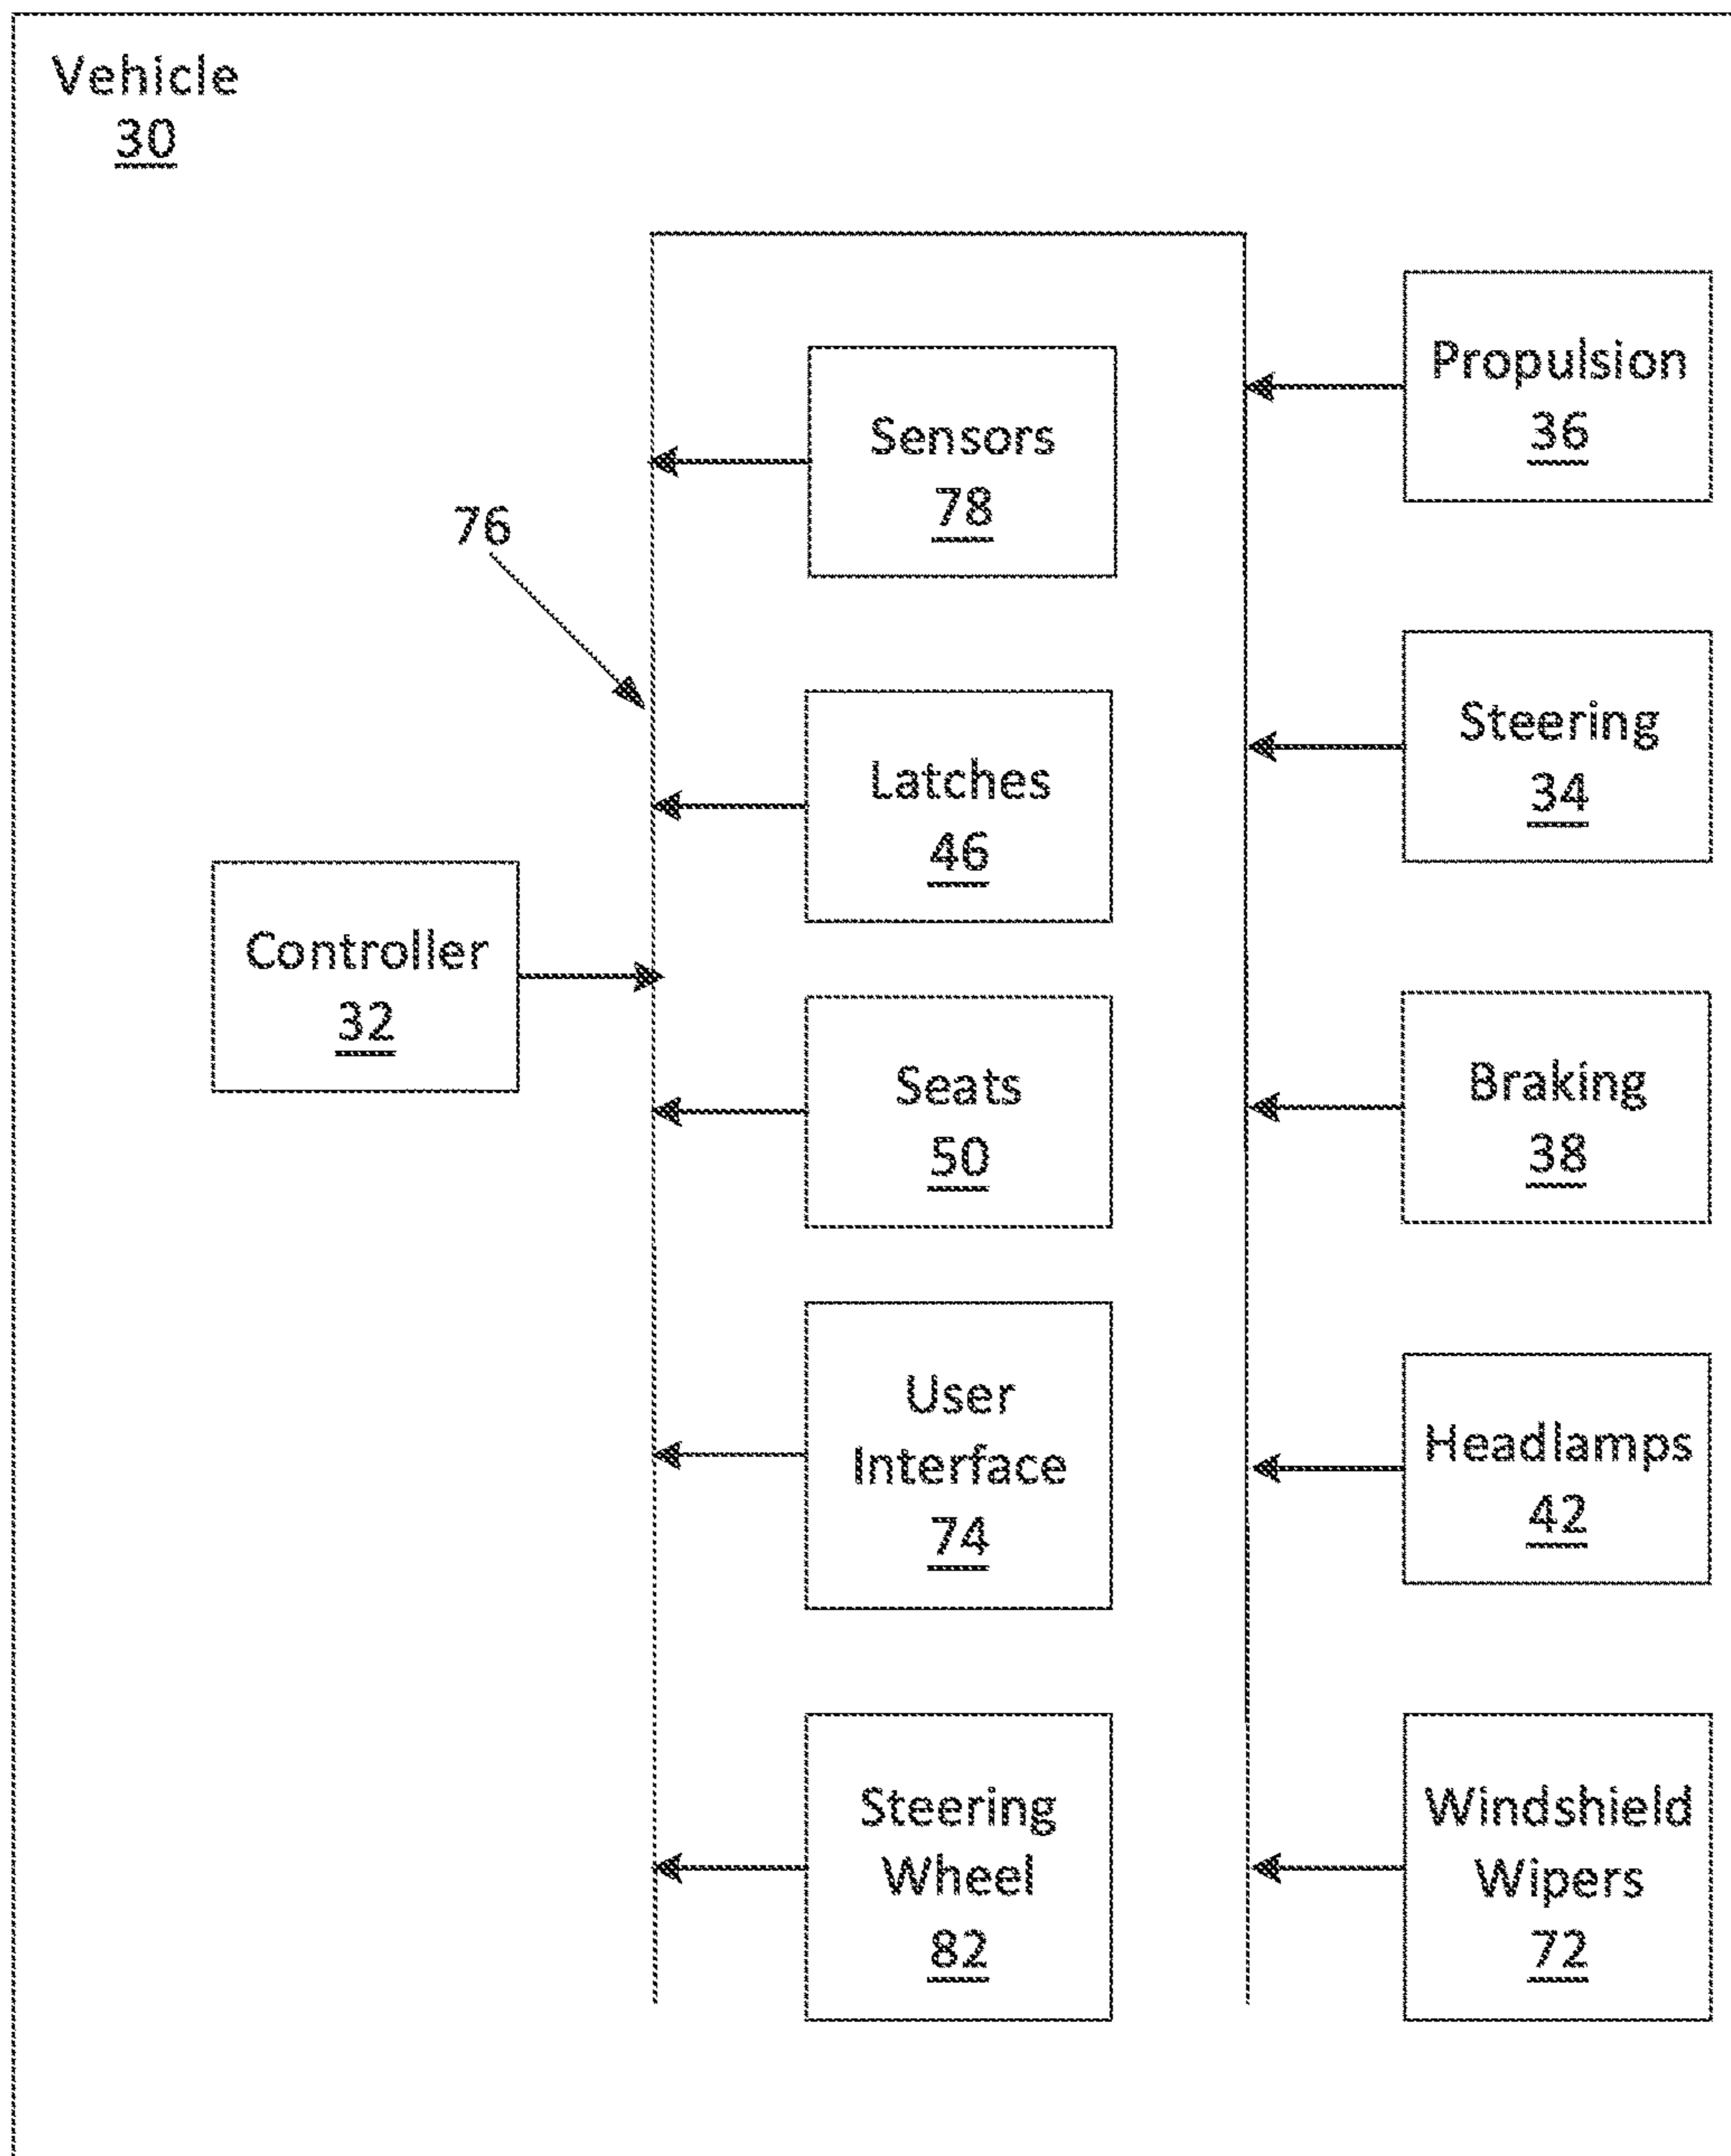 Vehicle
30
Propulsion
36
Sensors
78
76
Steering
34
Latches
46
Controller
32
Seats
50
Braking
38
User
Interface
74
Headlamps
42
Steering
Wheel
82
Windshield
Wipers
72